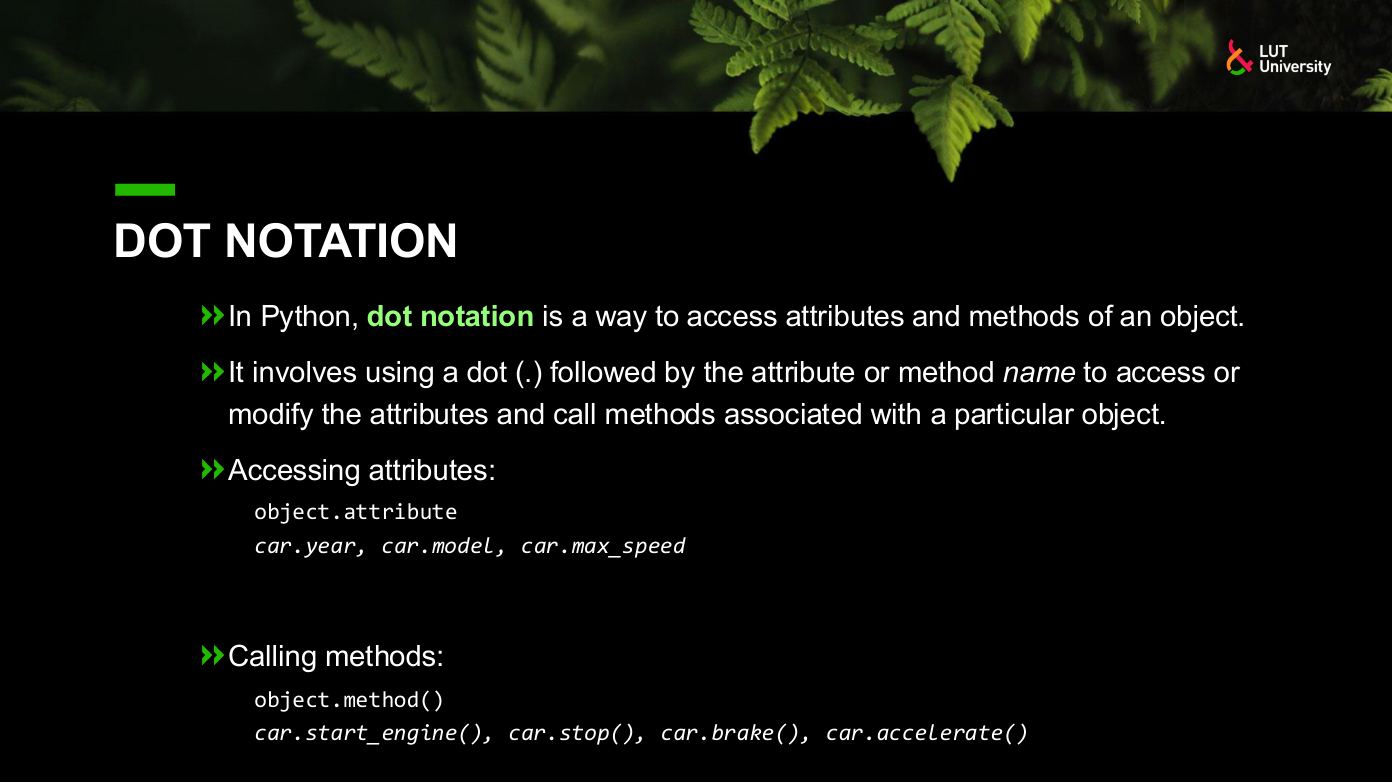 LUT
University
DOT NOTATION
In Python, dot notation is a way to access attributes and methods of an object.
It involves using a dot (.) followed by the attribute or method name to access or
modify the attributes and call methods associated with a particular object.
Accessing attributes:
object.attribute
car.year, car.model, car.max_speed
Calling methods:
object.method()
car.start_engine(), car.stop(), car.brake(), car.accelerate()